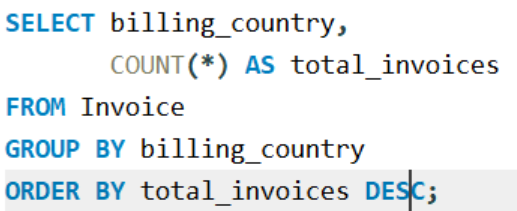 SELECT billing_country,
       COUNT(*) AS total_invoices
FROM Invoice
GROUP BY billing_country
ORDER BY total_invoices DESC;